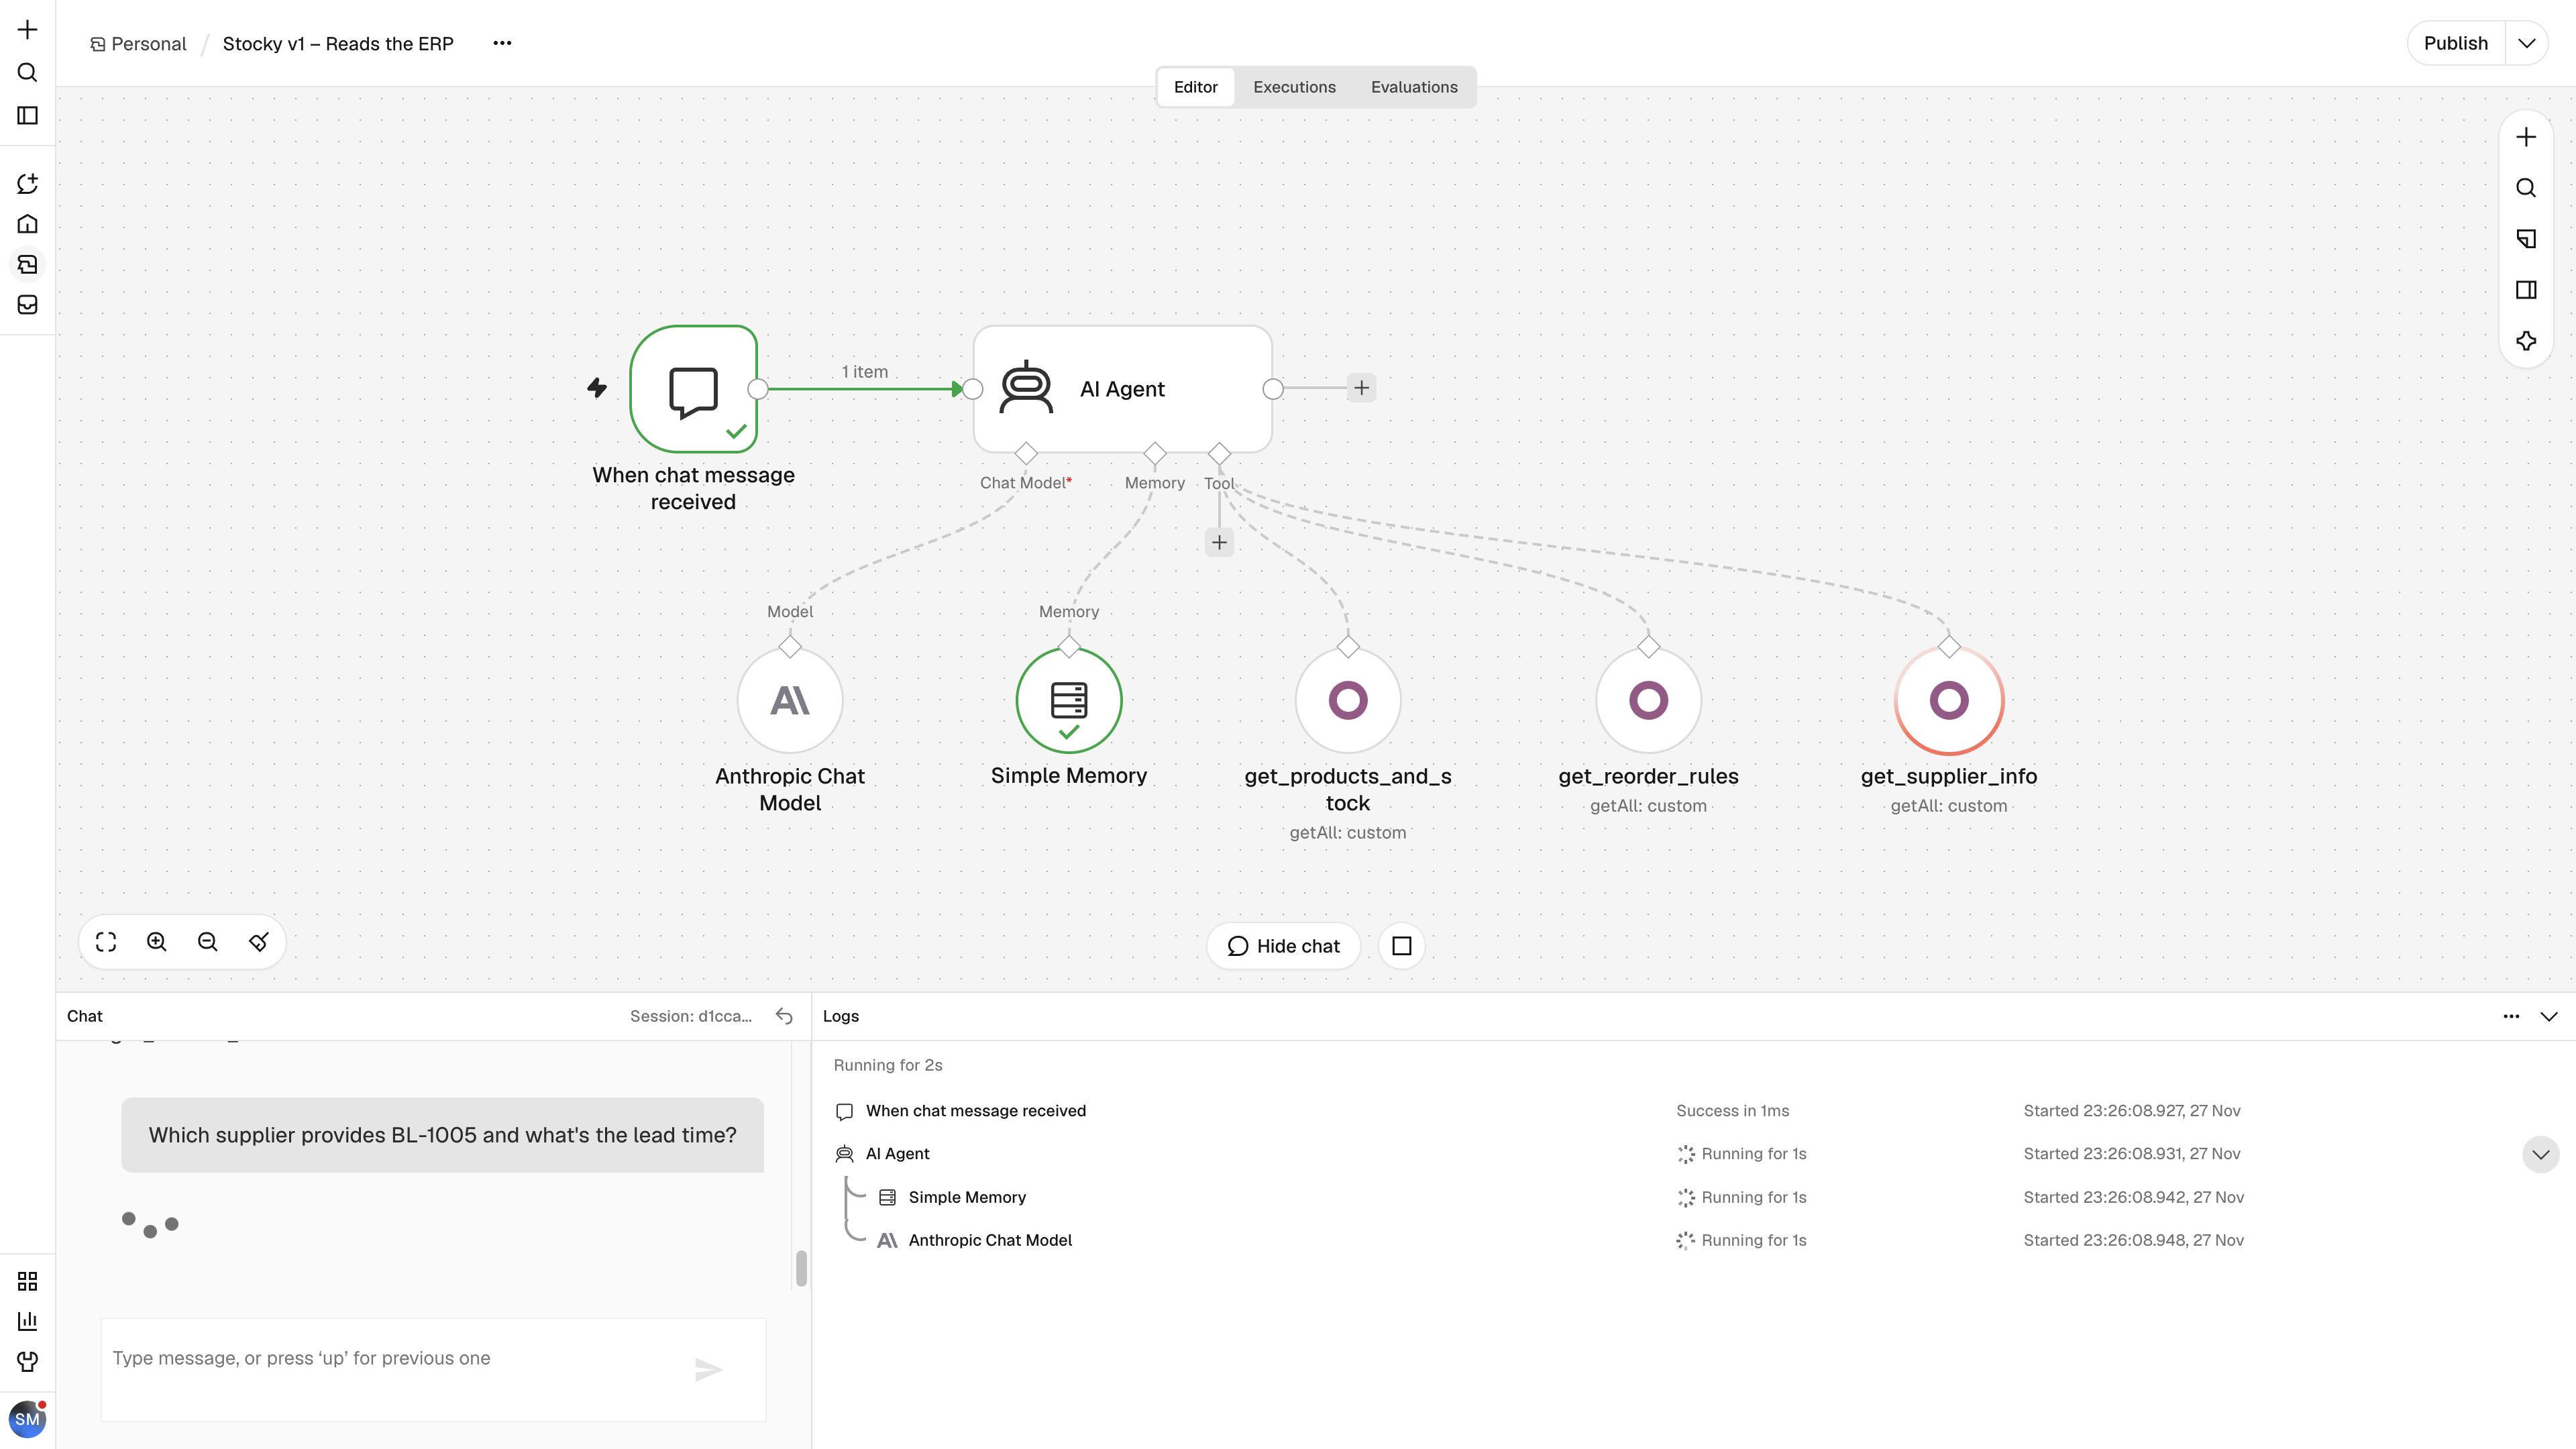 Personal / Stocky v1 – Reads the ERP
Publish
Editor Executions Evaluations
1 item
AI Agent
When chat message
received
Chat Model* Memory Tool
Model Memory
Anthropic Chat
Model
Simple Memory
get_products_and_s
tock
getAll: custom
get_reorder_rules
getAll: custom
get_supplier_info
getAll: custom
Hide chat
Chat Session: d1cca...
Which supplier provides BL-1005 and what's the lead time?
Type message, or press ‘up’ for previous one
Logs
Running for 2s
When chat message received Success in 1ms Started 23:26:08.927, 27 Nov
AI Agent Running for 1s Started 23:26:08.931, 27 Nov
Simple Memory Running for 1s Started 23:26:08.942, 27 Nov
Anthropic Chat Model Running for 1s Started 23:26:08.948, 27 Nov
SM